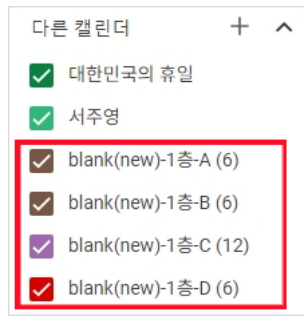 다른 캘린더
대한민국의 휴일
서주영
blank(new)-1층-A (6)
blank(new)-1층-B (6)
blank(new)-1층-C (12)
blank(new)-1층-D (6)